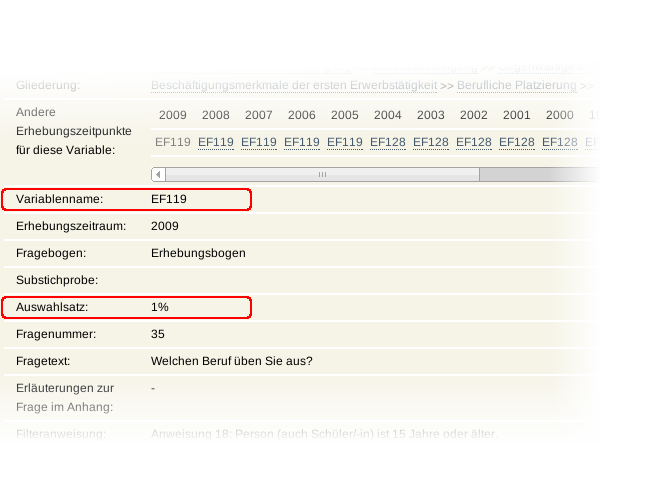 Gliederung: Beschäftigungsmerkmale der ersten Erwerbstätigkeit >> Berufliche Platzierung >>
Andere Erhebungszeitpunkte für diese Variable:
2009 2008 2007 2006 2005 2004 2003 2002 2001 2000
EF119 EF119 EF119 EF119 EF119 EF128 EF128 EF128 EF128 EF128
Variablenname: EF119
Erhebungszeitraum: 2009
Fragebogen: Erhebungsbogen
Substichprobe:
Auswahlsatz: 1%
Fragenummer: 35
Fragetext: Welchen Beruf üben Sie aus?
Erläuterungen zur -
Frage im Anhang:
Filteranweisung: Anweisung 18: Person (auch Schüler/-in) ist 15 Jahre oder älter.